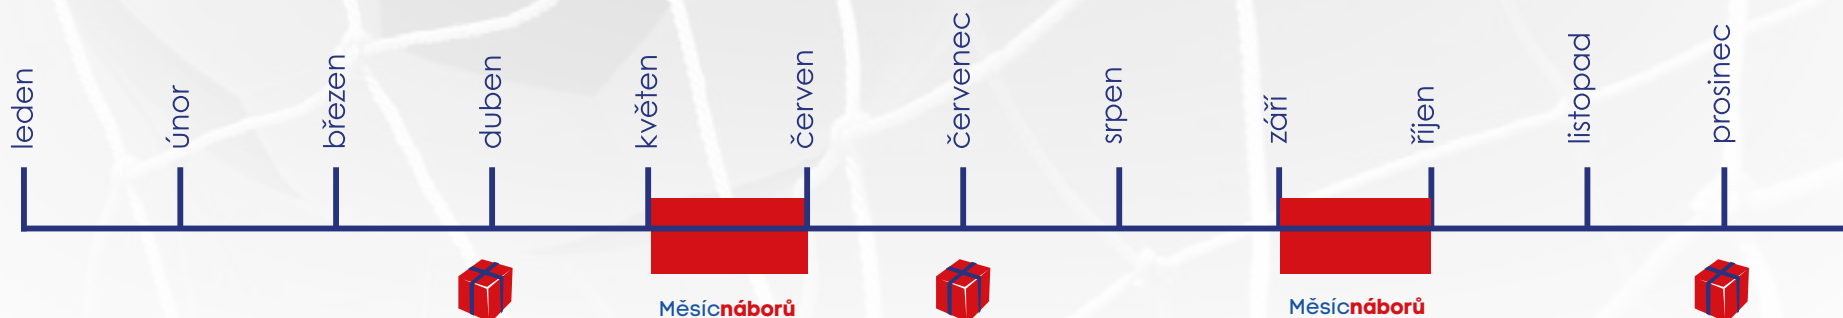 leden
únor
březen
duben
květen
červen
červenec
srpen
září
říjen
listopad
prosinec
Měsícnáborů
Měsícnáborů